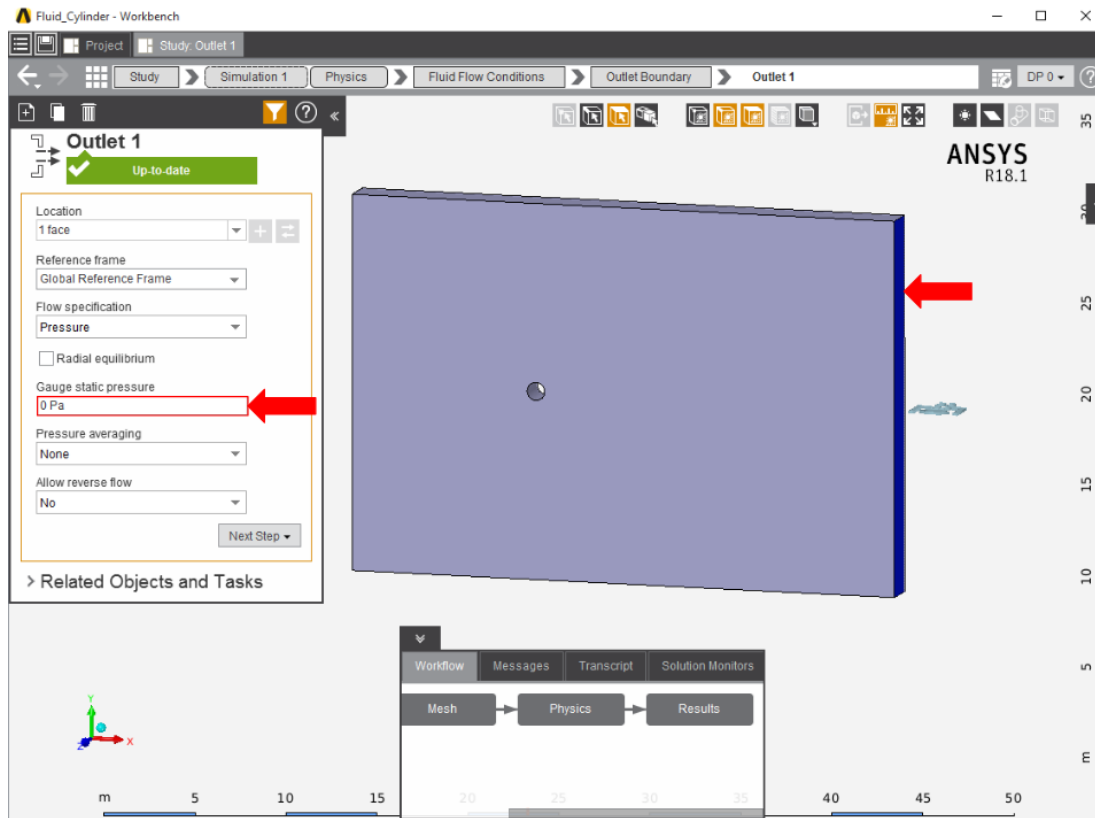 Fluid_Cylinder - Workbench
Project
Study: Outlet 1
Study
Simulation 1
Physics
Fluid Flow Conditions
Outlet Boundary
Outlet 1
DP 0
Outlet 1
Up-to-date
Location
1 face
Reference frame
Global Reference Frame
Flow specification
Pressure
Radial equilibrium
Gauge static pressure
0 Pa
Pressure averaging
None
Allow reverse flow
No
Next Step
Related Objects and Tasks
ANSYS
R18.1
35
30
25
20
15
10
5
m
Workflow
Messages
Transcript
Solution Monitors
Mesh
Physics
Results
Y
Z
X
m
5
10
15
20
25
30
35
40
45
50